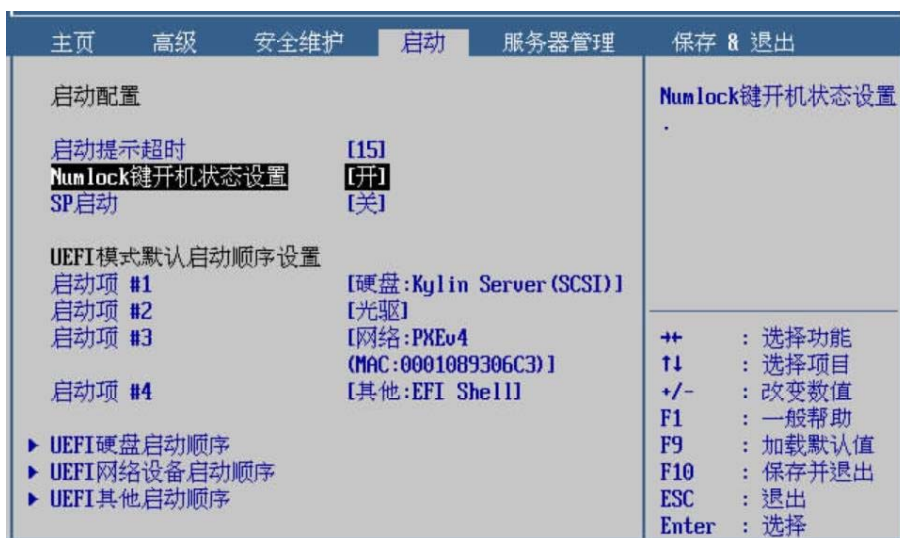 主页 高级 安全维护 启动 服务器管理 保存 & 退出
启动配置
启动提示超时 [15]
Numlock键开机状态设置 [开]
SP启动 [关]
UEFI模式默认启动顺序设置
启动项 #1 [硬盘:Kylin Server(SCSI)]
启动项 #2 [光驱]
启动项 #3 [网络:PXEv4
(MAC:0001089306C3)]
启动项 #4 [其他:EFI Shell]
UEFI硬盘启动顺序
UEFI网络设备启动顺序
UEFI其他启动顺序
Numlock键开机状态设置
.
→← : 选择功能
↑↓ : 选择项目
+/- : 改变数值
F1 : 一般帮助
F9 : 加载默认值
F10 : 保存并退出
ESC : 退出
Enter : 选择